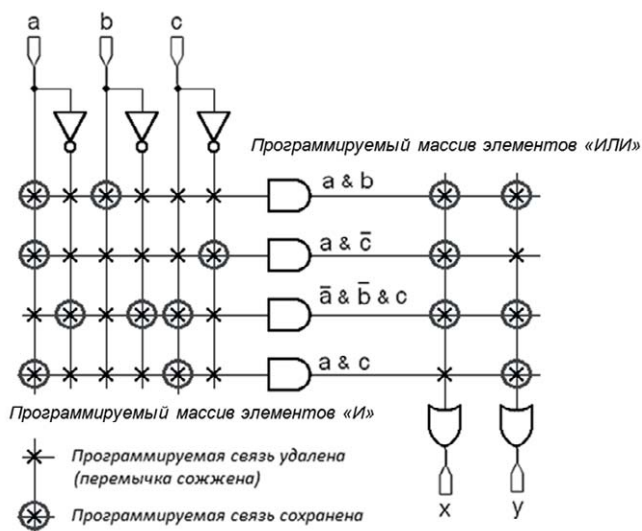 a b c
Программируемый массив элементов «ИЛИ»
a & b
a & c̄
ā & b̄ & c
a & c
Программируемый массив элементов «И»
Программируемая связь удалена
(перемычка сожжена)
Программируемая связь сохранена
x y